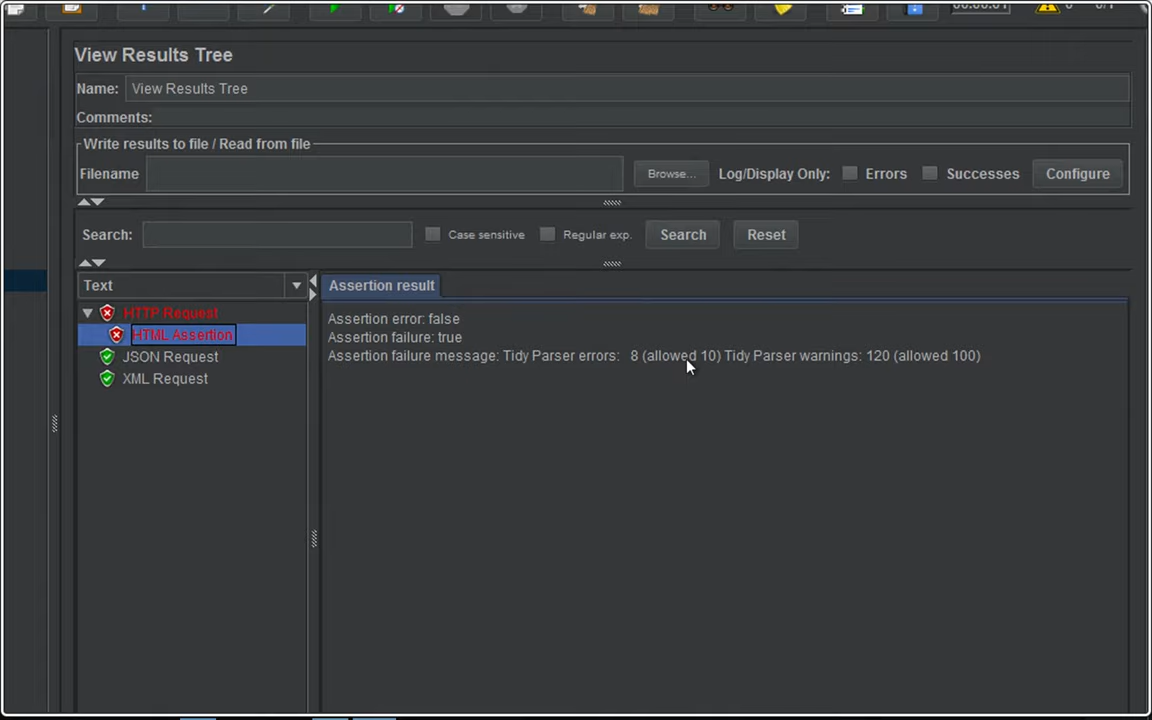 View Results Tree
Name: View Results Tree
Comments:
Write results to file / Read from file
Filename Browse... Log/Display Only: Errors Successes Configure
Search: Case sensitive Regular exp. Search Reset
Text Assertion result
HTTP Request
HTML Assertion
JSON Request
XML Request
Assertion error: false
Assertion failure: true
Assertion failure message: Tidy Parser errors: 8 (allowed 10) Tidy Parser warnings: 120 (allowed 100)